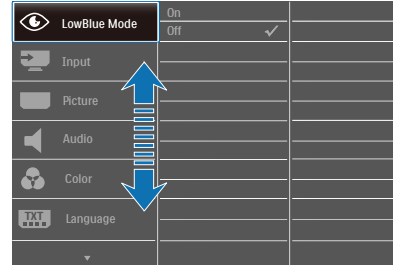 LowBlue Mode
On
Off
Input
Picture
Audio
Color
TXT
Language